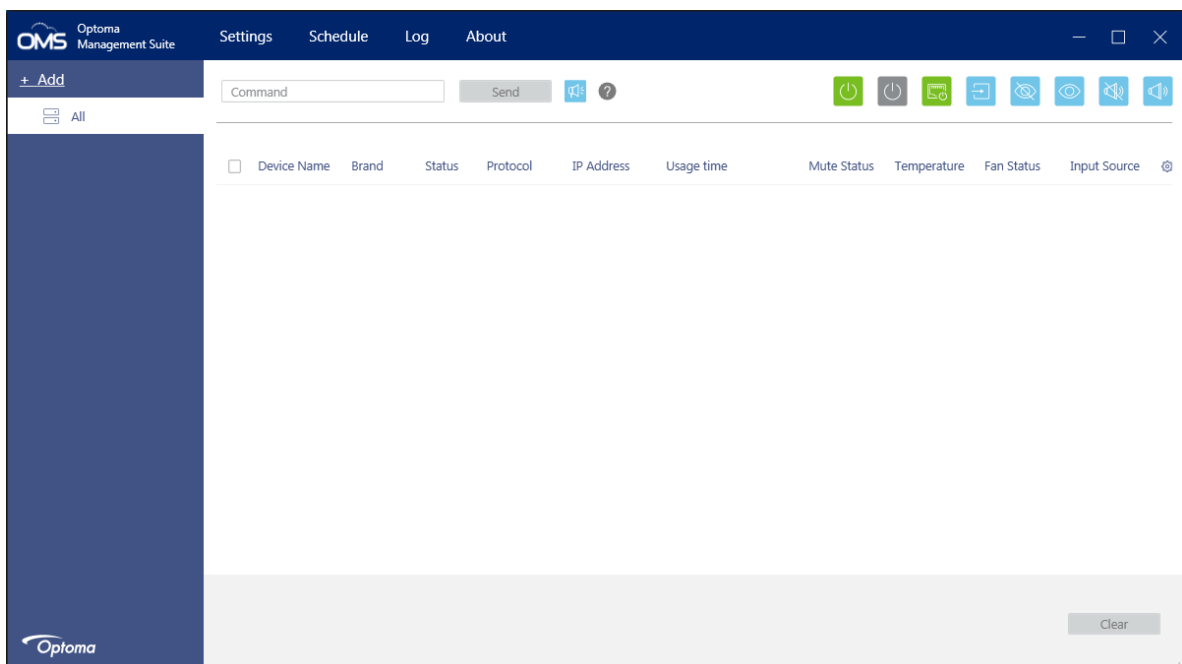 OMS Optoma Management Suite
Settings Schedule Log About
+ Add
All
Command Send ?
Device Name Brand Status Protocol IP Address Usage time Mute Status Temperature Fan Status Input Source
Clear
Optoma